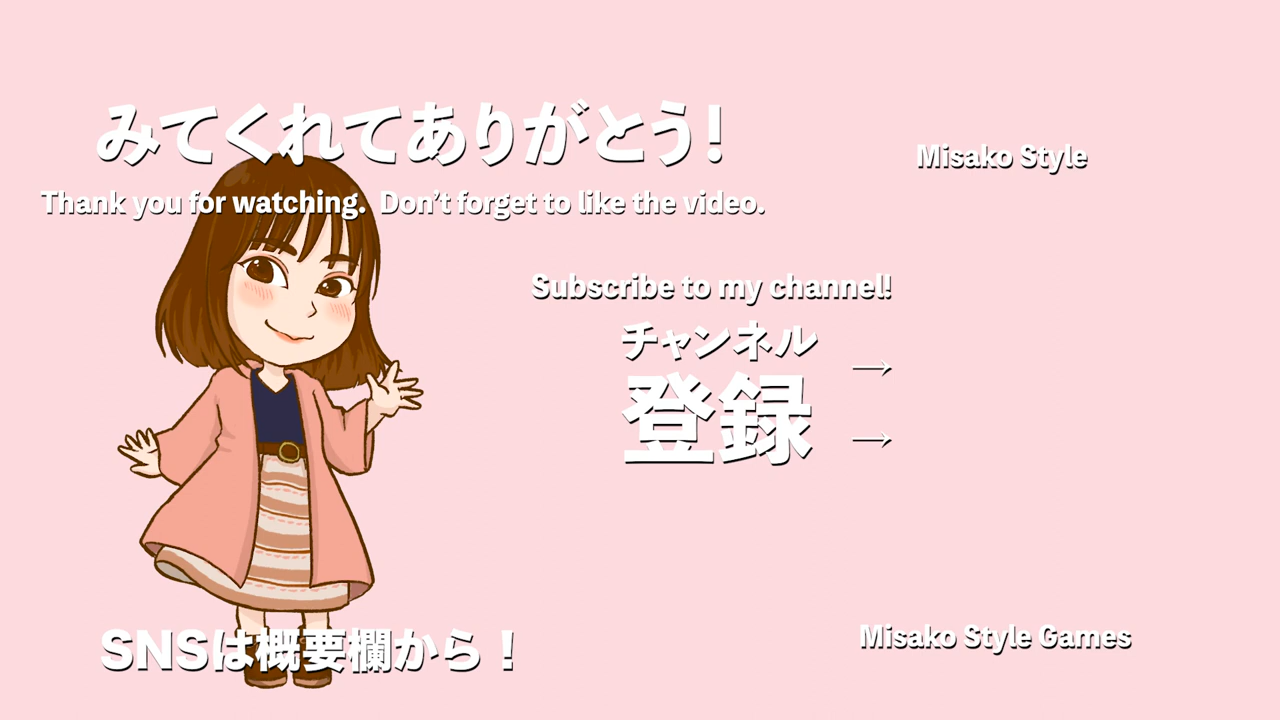 みてくれてありがとう!
Thank you for watching. Don't forget to like the video.
Misako Style
Subscribe to my channel!
チャンネル
登録
→
→
SNSは概要欄から！
Misako Style Games